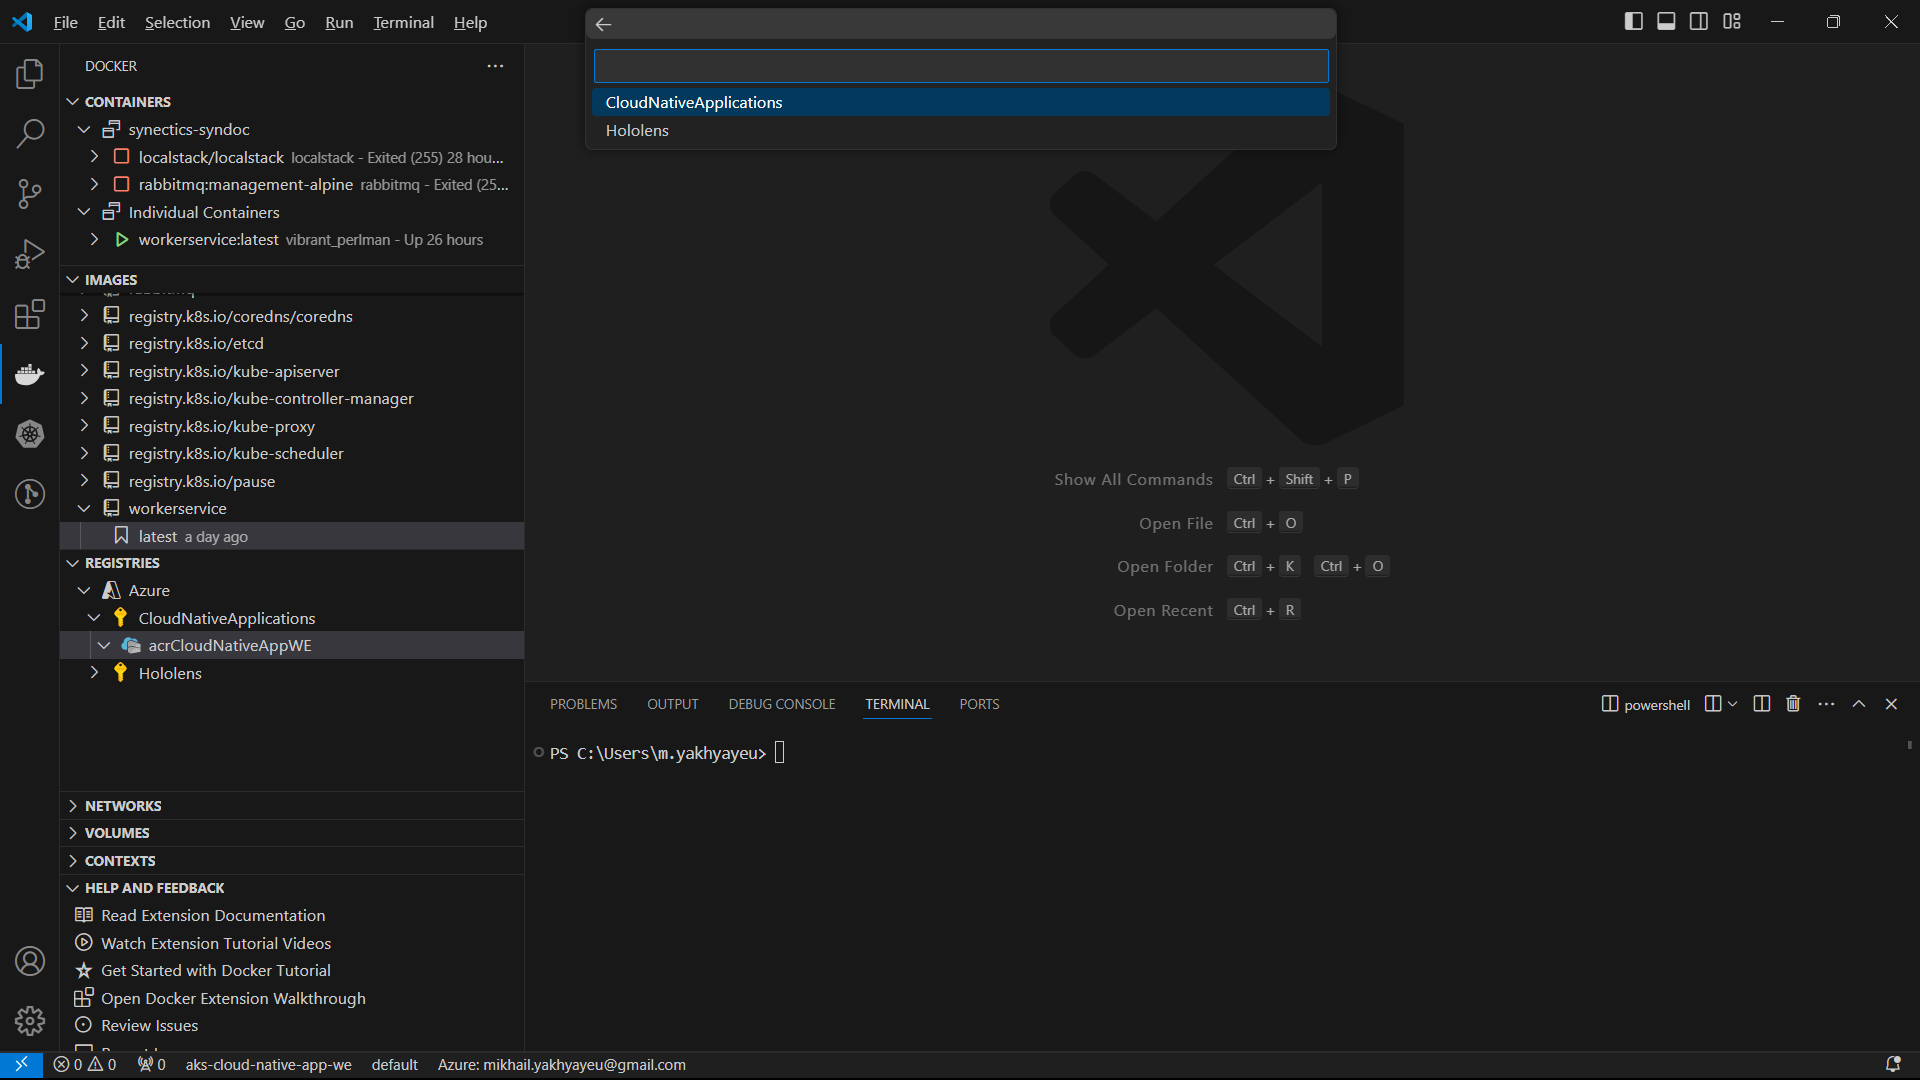 File Edit Selection View Go Run Terminal Help
CloudNativeApplications
Hololens
DOCKER
CONTAINERS
synectics-syndoc
localstack/localstack localstack - Exited (255) 28 hou...
rabbitmq:management-alpine rabbitmq - Exited (25...
Individual Containers
workerservice:latest vibrant_perlman - Up 26 hours
IMAGES
registry.k8s.io/coredns/coredns
registry.k8s.io/etcd
registry.k8s.io/kube-apiserver
registry.k8s.io/kube-controller-manager
registry.k8s.io/kube-proxy
registry.k8s.io/kube-scheduler
registry.k8s.io/pause
workerservice
latest a day ago
REGISTRIES
Azure
CloudNativeApplications
acrCloudNativeAppWE
Hololens
NETWORKS
VOLUMES
CONTEXTS
HELP AND FEEDBACK
Read Extension Documentation
Watch Extension Tutorial Videos
Get Started with Docker Tutorial
Open Docker Extension Walkthrough
Review Issues
Show All Commands Ctrl + Shift + P
Open File Ctrl + O
Open Folder Ctrl + K Ctrl + O
Open Recent Ctrl + R
PROBLEMS OUTPUT DEBUG CONSOLE TERMINAL PORTS powershell
PS C:\Users\m.yakhyayeu>
0 0 0 aks-cloud-native-app-we default Azure: mikhail.yakhyayeu@gmail.com